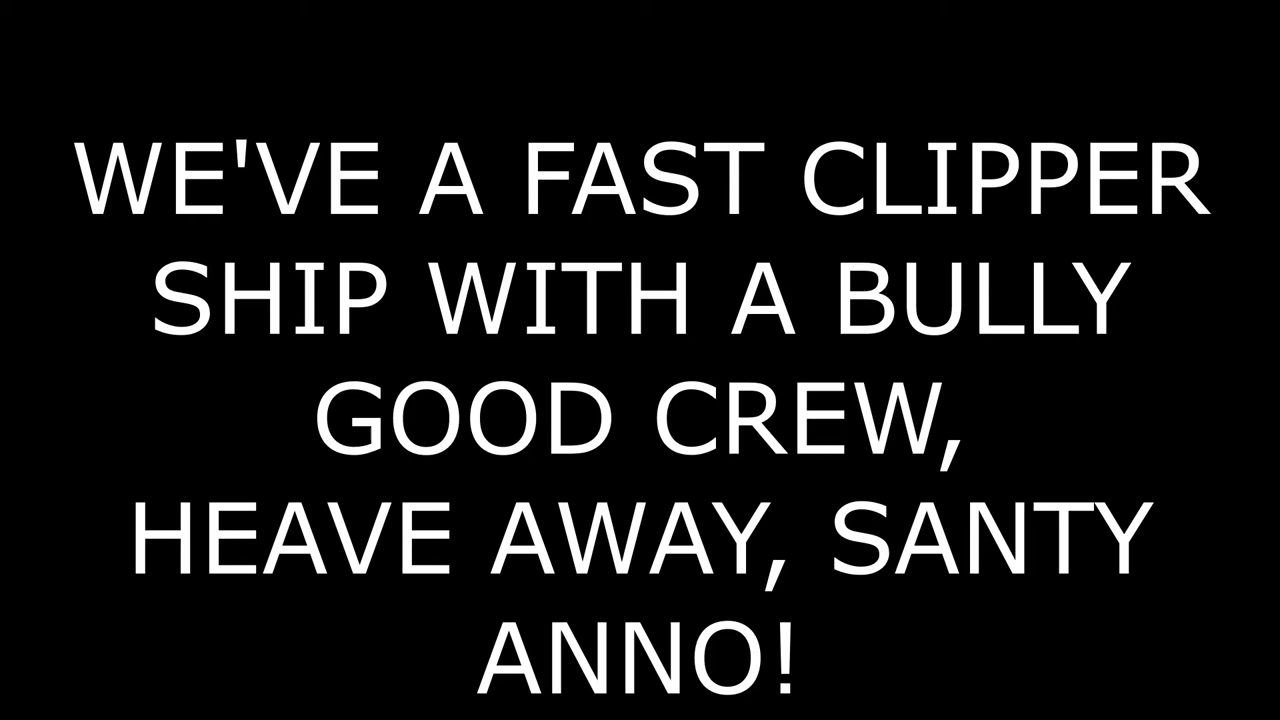 WE'VE A FAST CLIPPER
SHIP WITH A BULLY
GOOD CREW,
HEAVE AWAY, SANTY
ANNO!